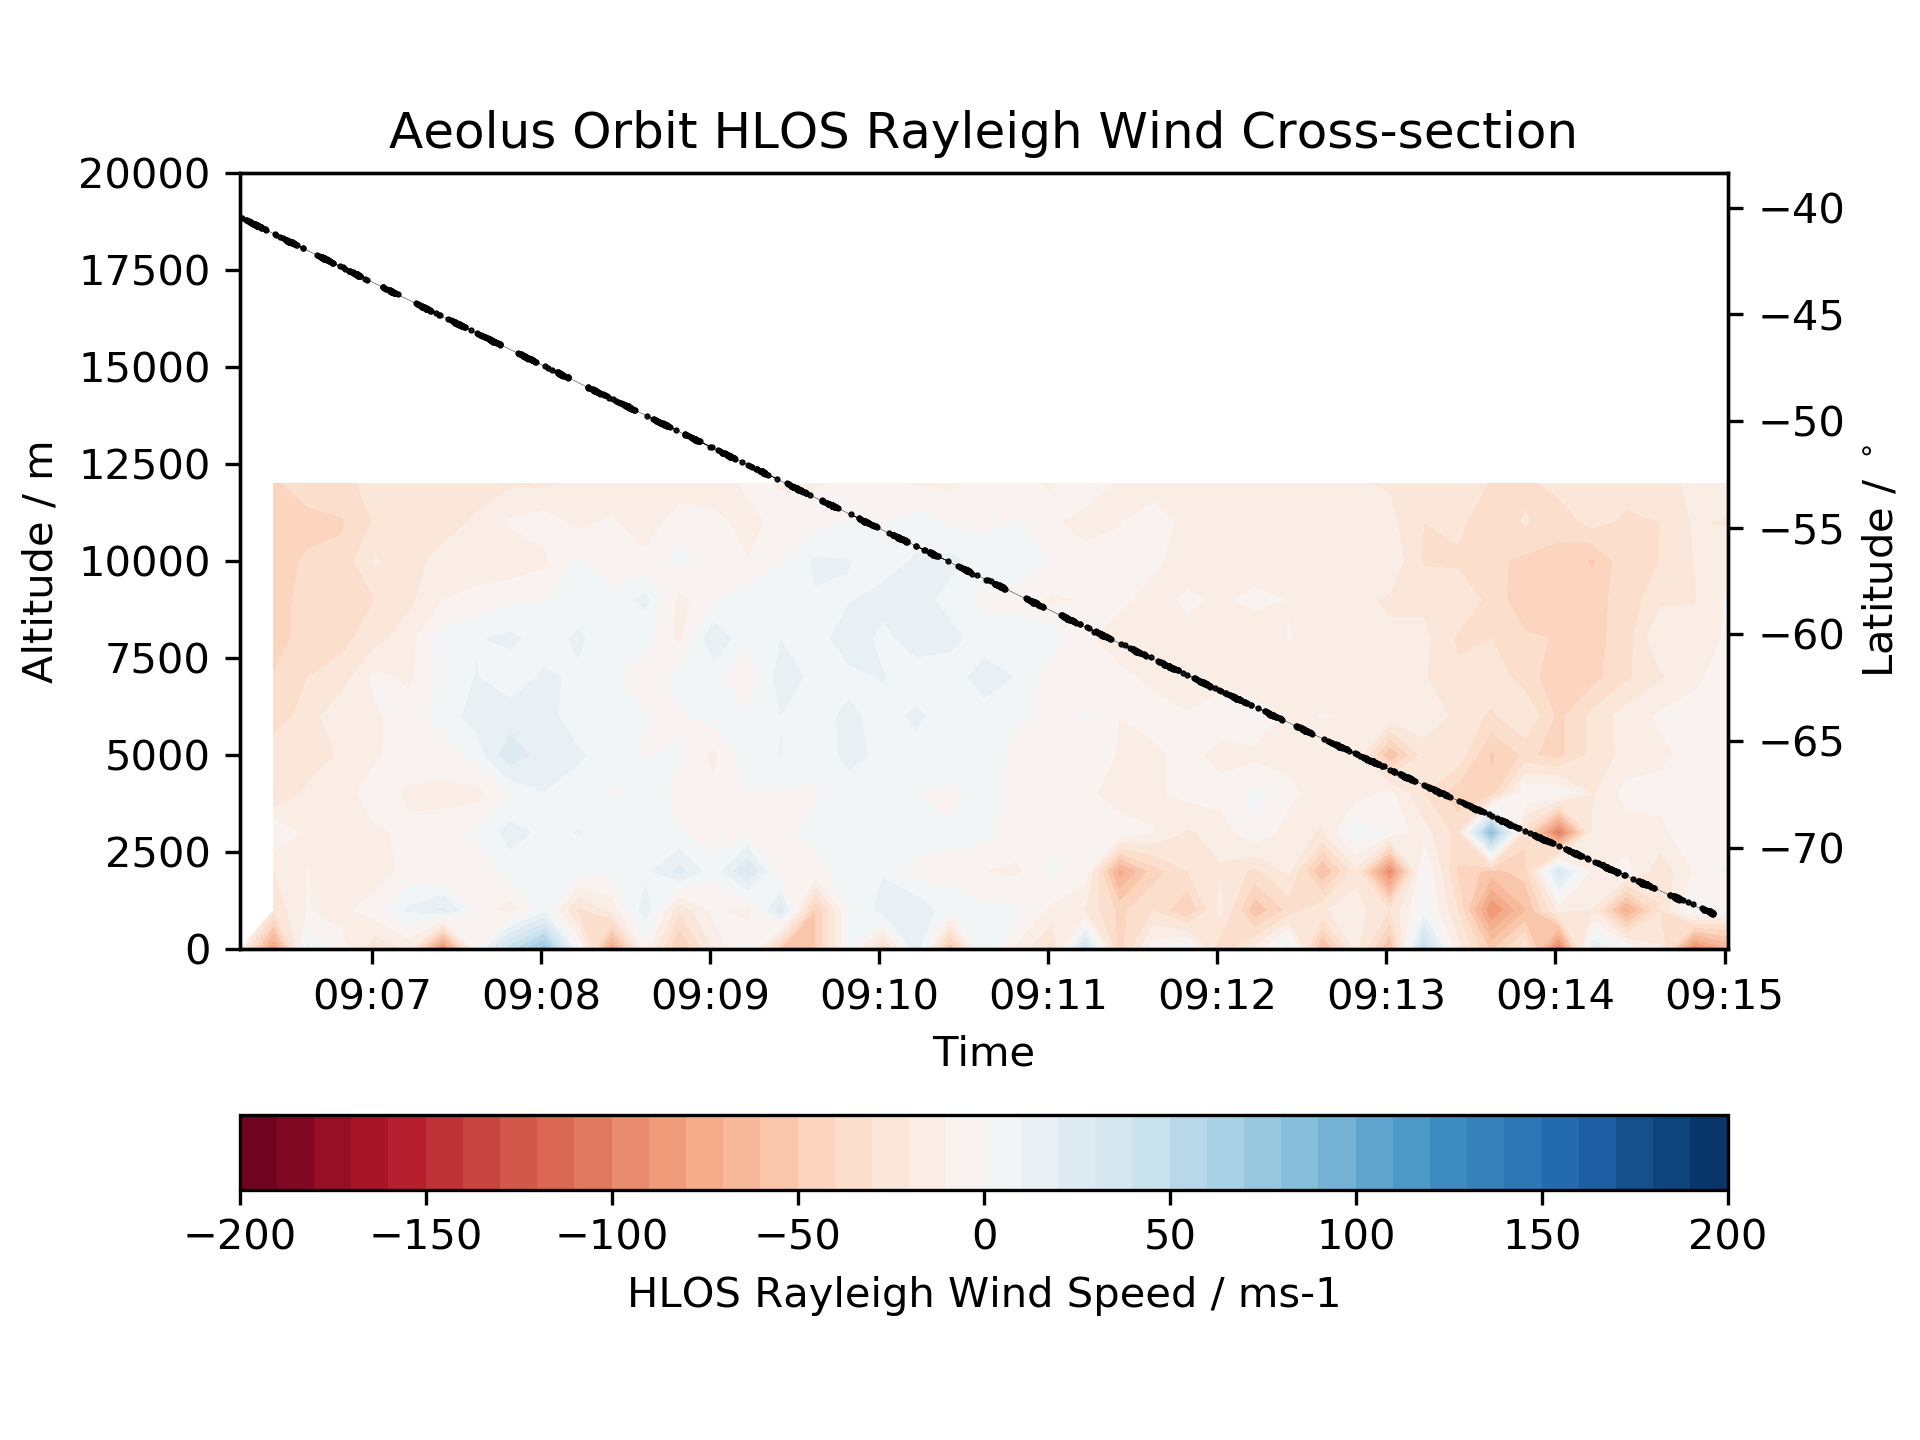 Aeolus Orbit HLOS Rayleigh Wind Cross-section
20000
17500
15000
12500
10000
7500
5000
2500
0
Altitude / m
−40
−45
−50
−55
−60
−65
−70
Latitude / °
09:07 09:08 09:09 09:10 09:11 09:12 09:13 09:14 09:15
Time
−200 −150 −100 −50 0 50 100 150 200
HLOS Rayleigh Wind Speed / ms-1